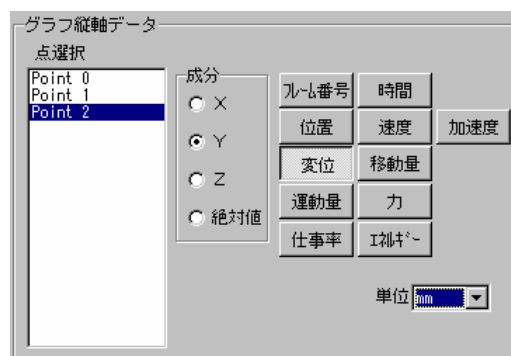 グラフ縦軸データ
点選択
Point 0
Point 1
Point 2
成分
X
Y
Z
絶対値
ﾌﾚｰﾑ番号
時間
位置
速度
加速度
変位
移動量
運動量
力
仕事率
ｴﾈﾙｷﾞｰ
単位 mm